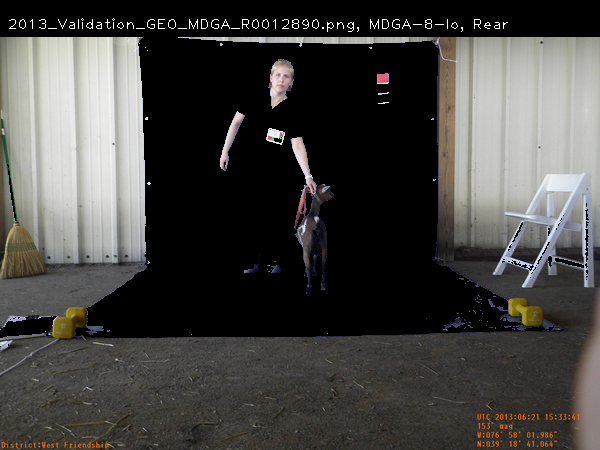 2013_Validation_GEO_MDGA_R0012890.png, MDGA-8-lo, Rear
UTC 2013:06:21 15:33:41
153° mag
W:076° 58' 01.986"
N:039° 18' 41.064"
District:West Friendship